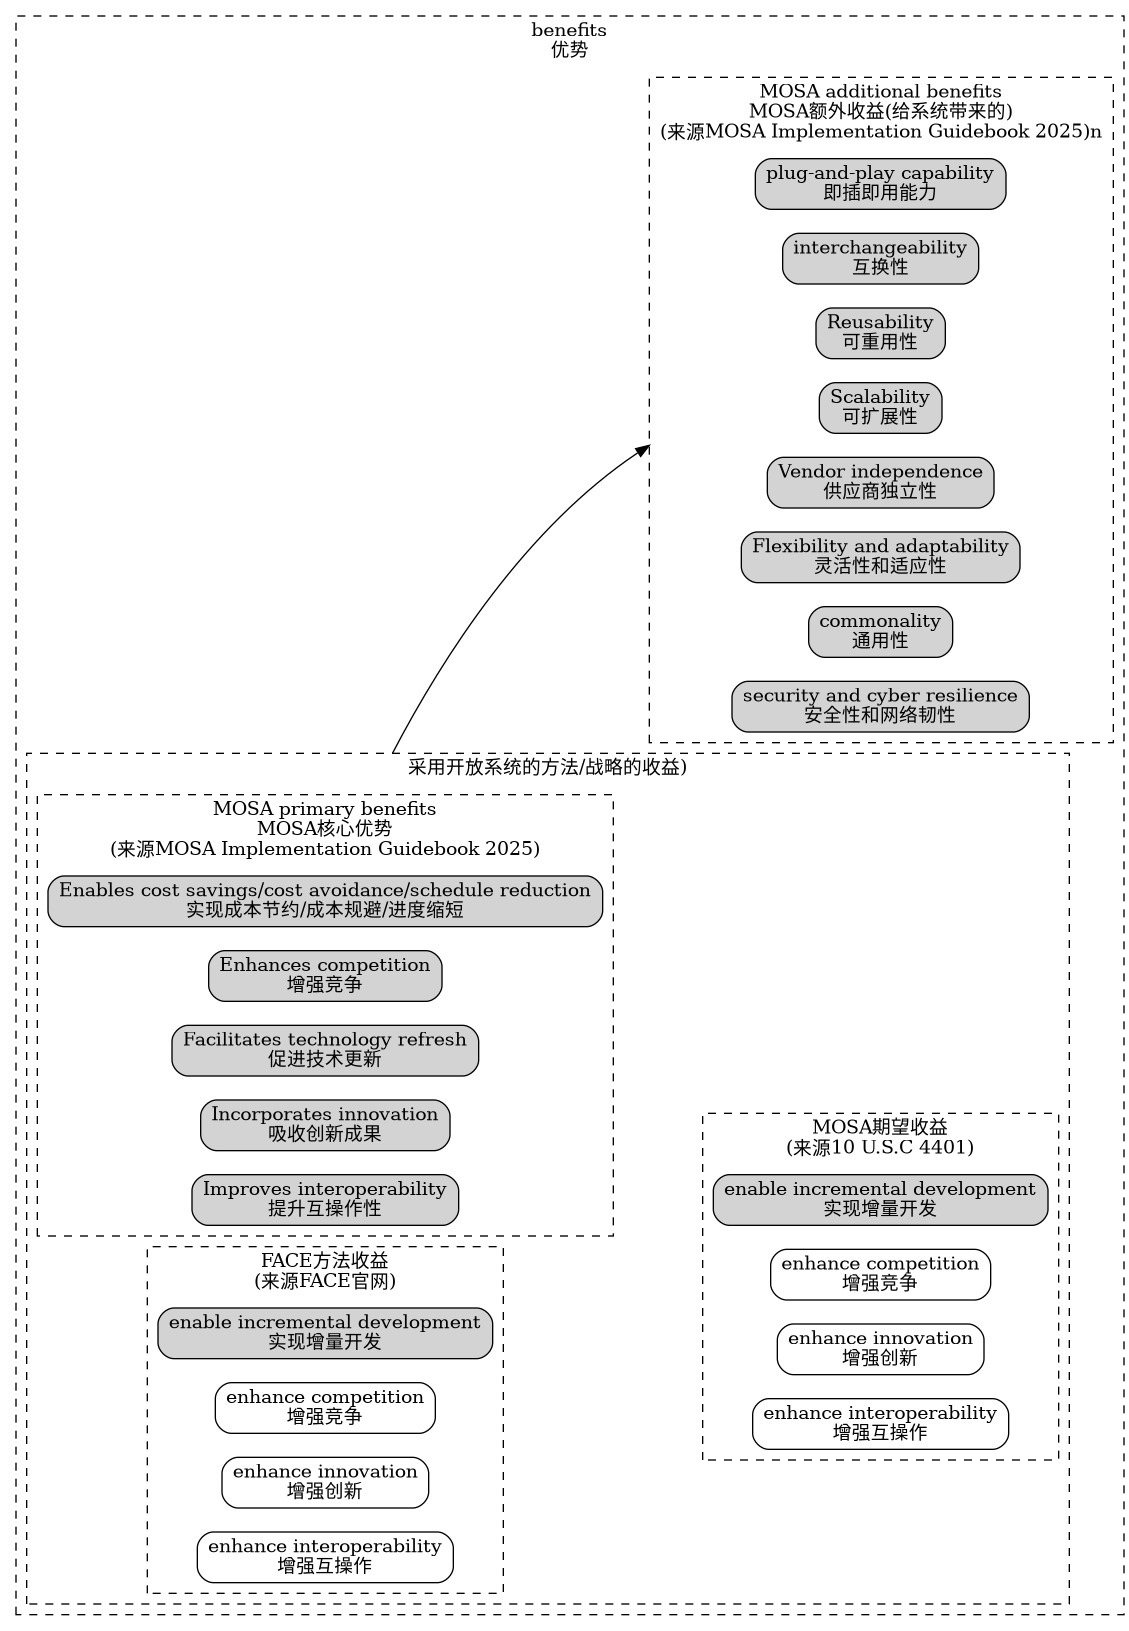 benefits
优势
MOSA additional benefits
MOSA额外收益(给系统带来的)
(来源MOSA Implementation Guidebook 2025)n
plug-and-play capability
即插即用能力
interchangeability
互换性
Reusability
可重用性
Scalability
可扩展性
Vendor independence
供应商独立性
Flexibility and adaptability
灵活性和适应性
commonality
通用性
security and cyber resilience
安全性和网络韧性
采用开放系统的方法/战略的收益)
MOSA primary benefits
MOSA核心优势
(来源MOSA Implementation Guidebook 2025)
Enables cost savings/cost avoidance/schedule reduction
实现成本节约/成本规避/进度缩短
Enhances competition
增强竞争
Facilitates technology refresh
促进技术更新
Incorporates innovation
吸收创新成果
Improves interoperability
提升互操作性
MOSA期望收益
(来源10 U.S.C 4401)
enable incremental development
实现增量开发
enhance competition
增强竞争
enhance innovation
增强创新
enhance interoperability
增强互操作
FACE方法收益
(来源FACE官网)
enable incremental development
实现增量开发
enhance competition
增强竞争
enhance innovation
增强创新
enhance interoperability
增强互操作